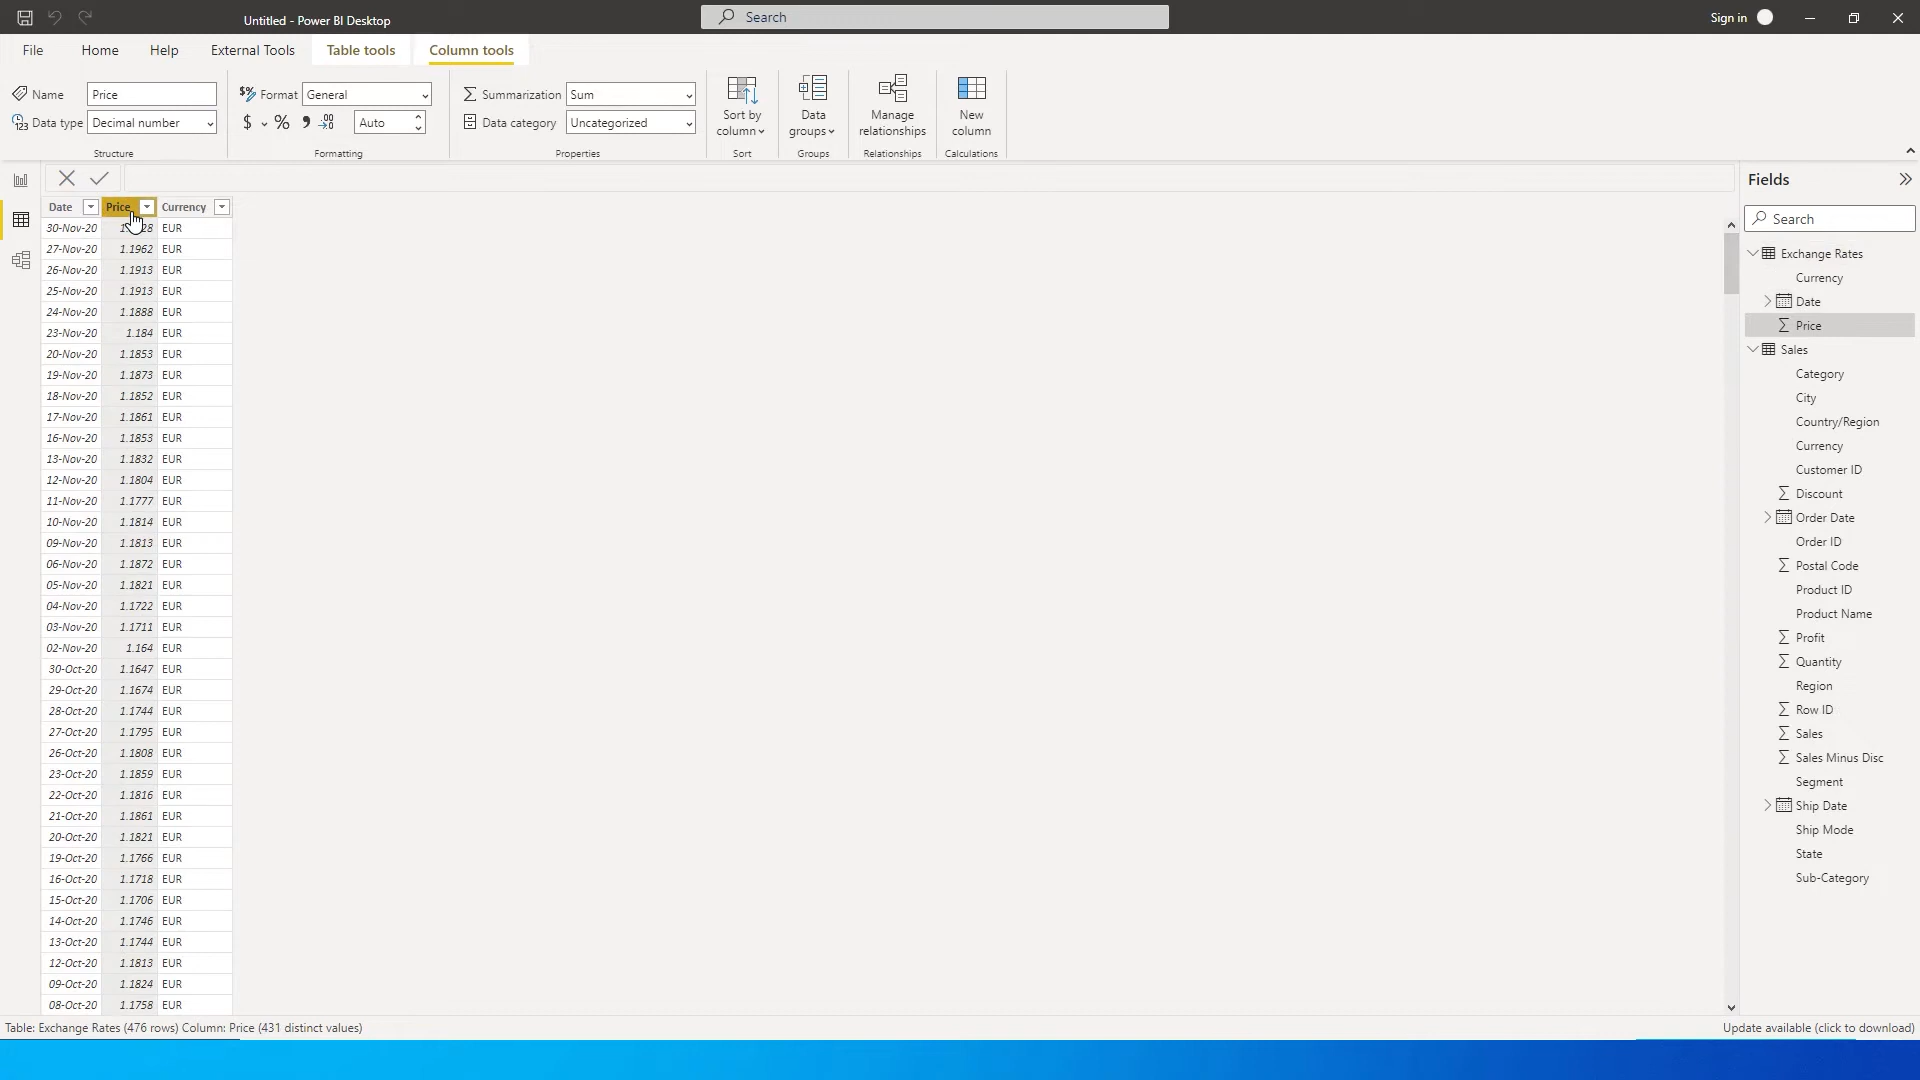 Untitled - Power BI Desktop
Search
Sign in
File Home Help External Tools Table tools Column tools
Name Price
Data type Decimal number
Structure
Format General
$ % Auto
Formatting
Summarization Sum
Data category Uncategorized
Properties
Sort by
column
Sort
Data
groups
Groups
Manage
relationships
Relationships
New
column
Calculations
Date Price Currency
30-Nov-20 EUR
27-Nov-20 1.1962 EUR
26-Nov-20 1.1913 EUR
25-Nov-20 1.1913 EUR
24-Nov-20 1.1888 EUR
23-Nov-20 1.184 EUR
20-Nov-20 1.1853 EUR
19-Nov-20 1.1873 EUR
18-Nov-20 1.1852 EUR
17-Nov-20 1.1861 EUR
16-Nov-20 1.1853 EUR
13-Nov-20 1.1832 EUR
12-Nov-20 1.1804 EUR
11-Nov-20 1.1777 EUR
10-Nov-20 1.1814 EUR
09-Nov-20 1.1813 EUR
06-Nov-20 1.1872 EUR
05-Nov-20 1.1821 EUR
04-Nov-20 1.1722 EUR
03-Nov-20 1.1711 EUR
02-Nov-20 1.164 EUR
30-Oct-20 1.1647 EUR
29-Oct-20 1.1674 EUR
28-Oct-20 1.1744 EUR
27-Oct-20 1.1795 EUR
26-Oct-20 1.1808 EUR
23-Oct-20 1.1859 EUR
22-Oct-20 1.1816 EUR
21-Oct-20 1.1861 EUR
20-Oct-20 1.1821 EUR
19-Oct-20 1.1766 EUR
16-Oct-20 1.1718 EUR
15-Oct-20 1.1706 EUR
14-Oct-20 1.1746 EUR
13-Oct-20 1.1744 EUR
12-Oct-20 1.1813 EUR
09-Oct-20 1.1824 EUR
08-Oct-20 1.1758 EUR
Fields
Search
Exchange Rates
Currency
Date
Price
Sales
Category
City
Country/Region
Currency
Customer ID
Discount
Order Date
Order ID
Postal Code
Product ID
Product Name
Profit
Quantity
Region
Row ID
Sales
Sales Minus Disc
Segment
Ship Date
Ship Mode
State
Sub-Category
Table: Exchange Rates (476 rows) Column: Price (431 distinct values)
Update available (click to download)